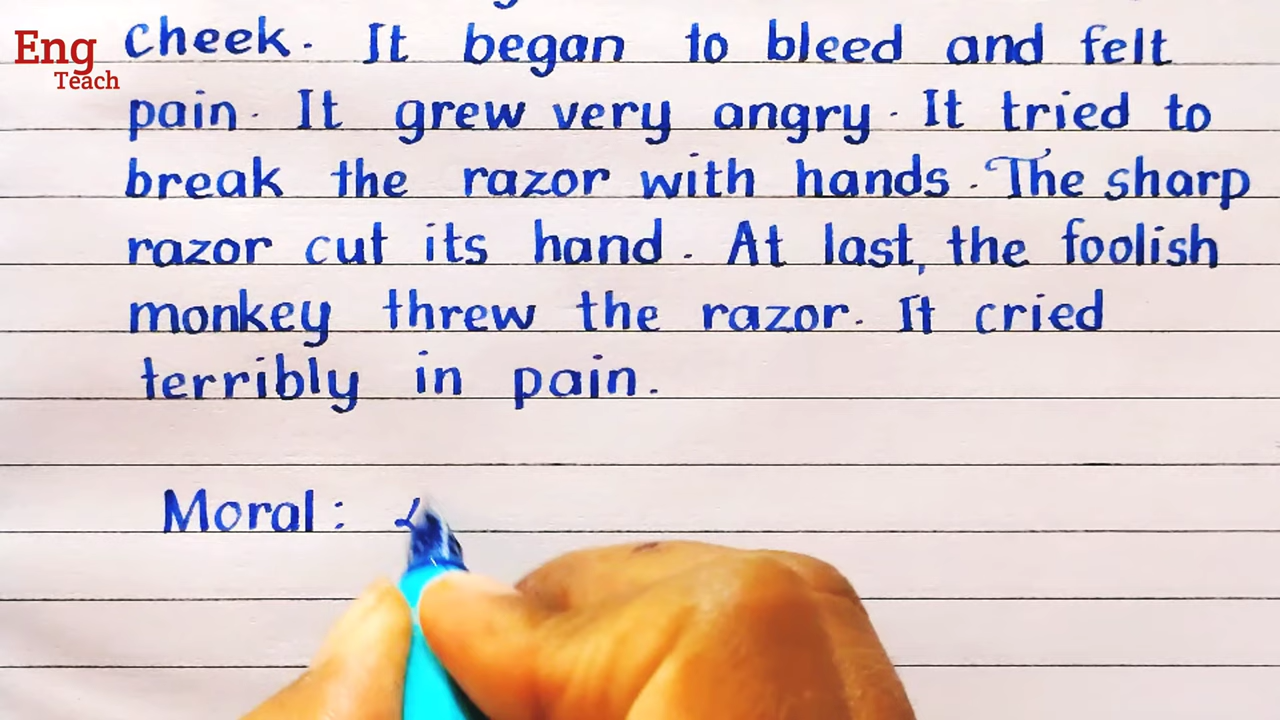 Eng
Teach
cheek. It began to bleed and felt
pain. It grew very angry. It tried to
break the razor with hands. The sharp
razor cut its hand. At last, the foolish
monkey threw the razor. It cried
terribly in pain.
Moral: